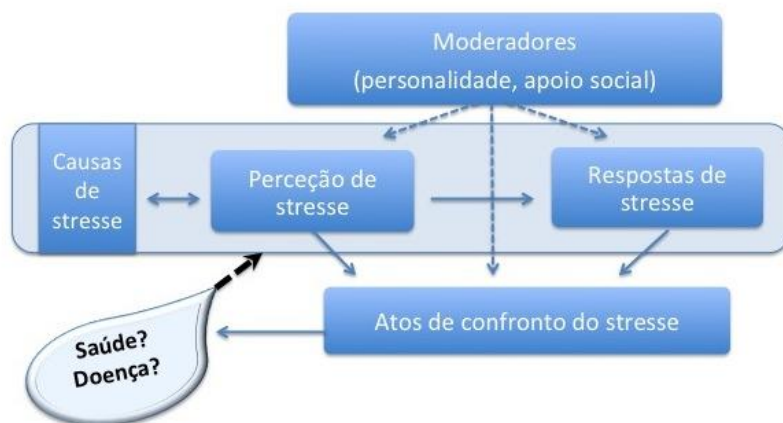 Moderadores
(personalidade, apoio social)
Causas
de
stresse
Perceção de
stresse
Respostas de
stresse
Atos de confronto do stresse
Saúde?
Doença?